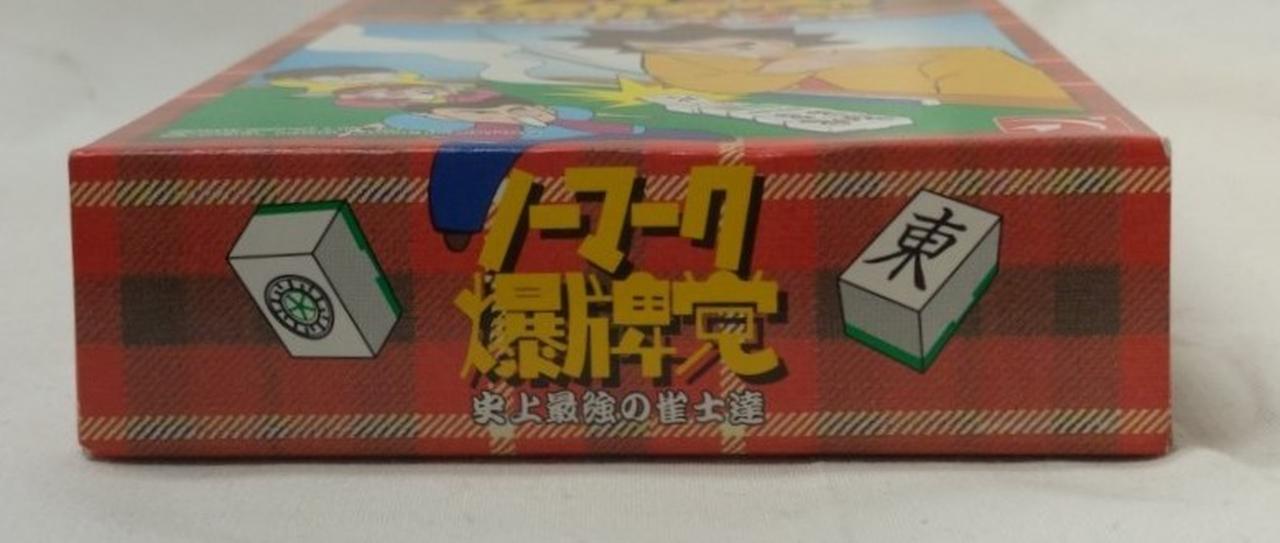 ノーマーク
爆牌党
史上最強の雀士達
東